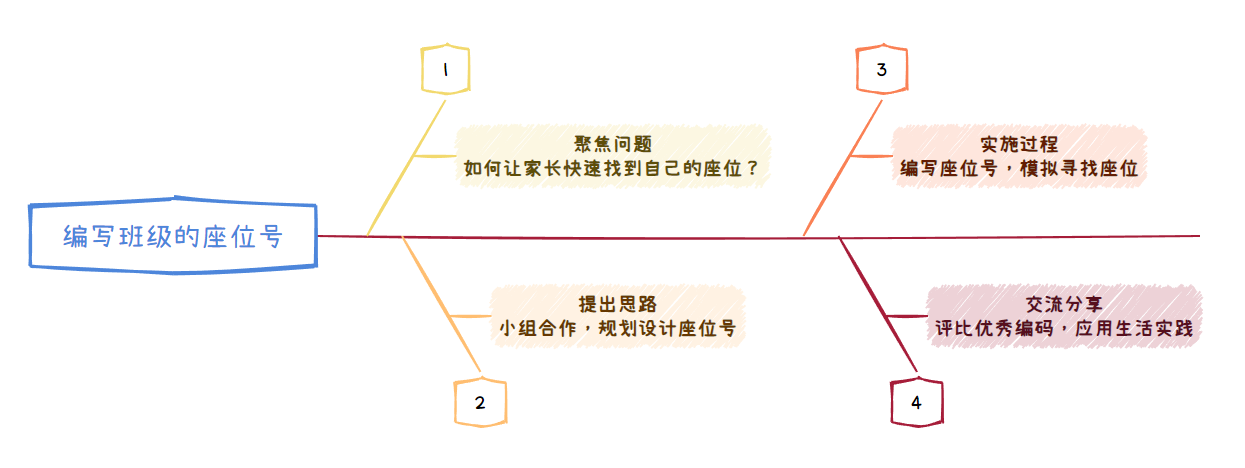 编写班级的座位号
1
聚焦问题
如何让家长快速找到自己的座位？
2
提出思路
小组合作，规划设计座位号
3
实施过程
编写座位号，模拟寻找座位
4
交流分享
评比优秀编码，应用生活实践